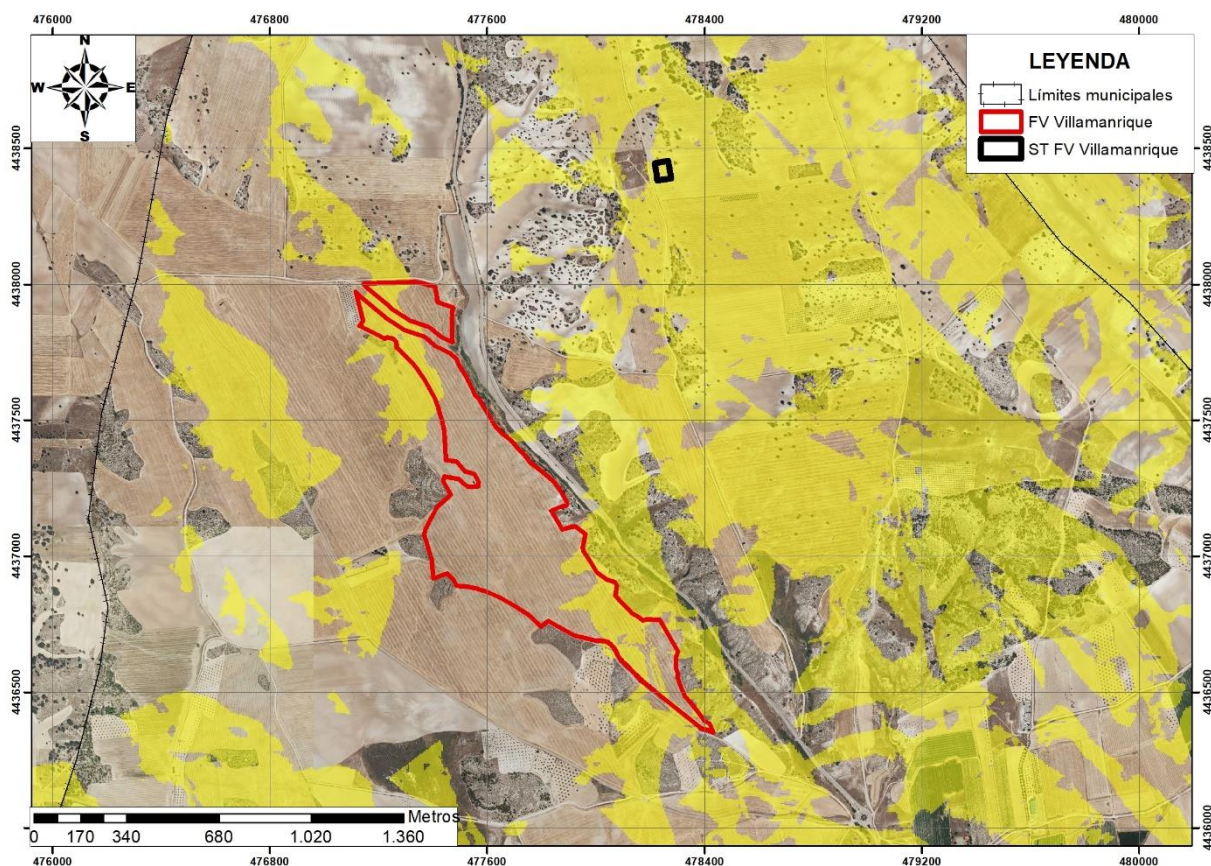 476000 476800 477600 478400 479200 480000
N
W E
S
LEYENDA
Límites municipales
FV Villamanrique
ST FV Villamanrique
4438500 4438500
4438000 4438000
4437500 4437500
4437000 4437000
4436500 4436500
4436000 4436000
Metros
0 170 340 680 1.020 1.360
476000 476800 477600 478400 479200 480000